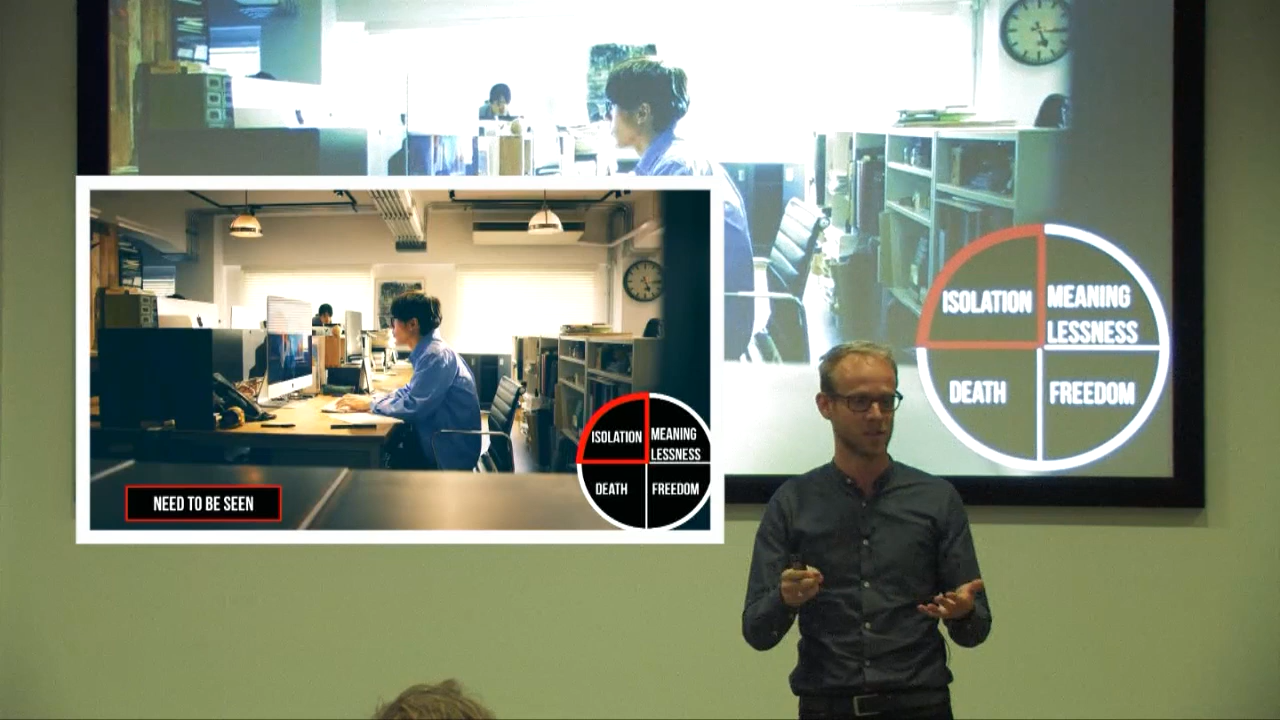 ISOLATION
MEANING
LESSNESS
DEATH
FREEDOM
ISOLATION
MEANING
LESSNESS
DEATH
FREEDOM
NEED TO BE SEEN